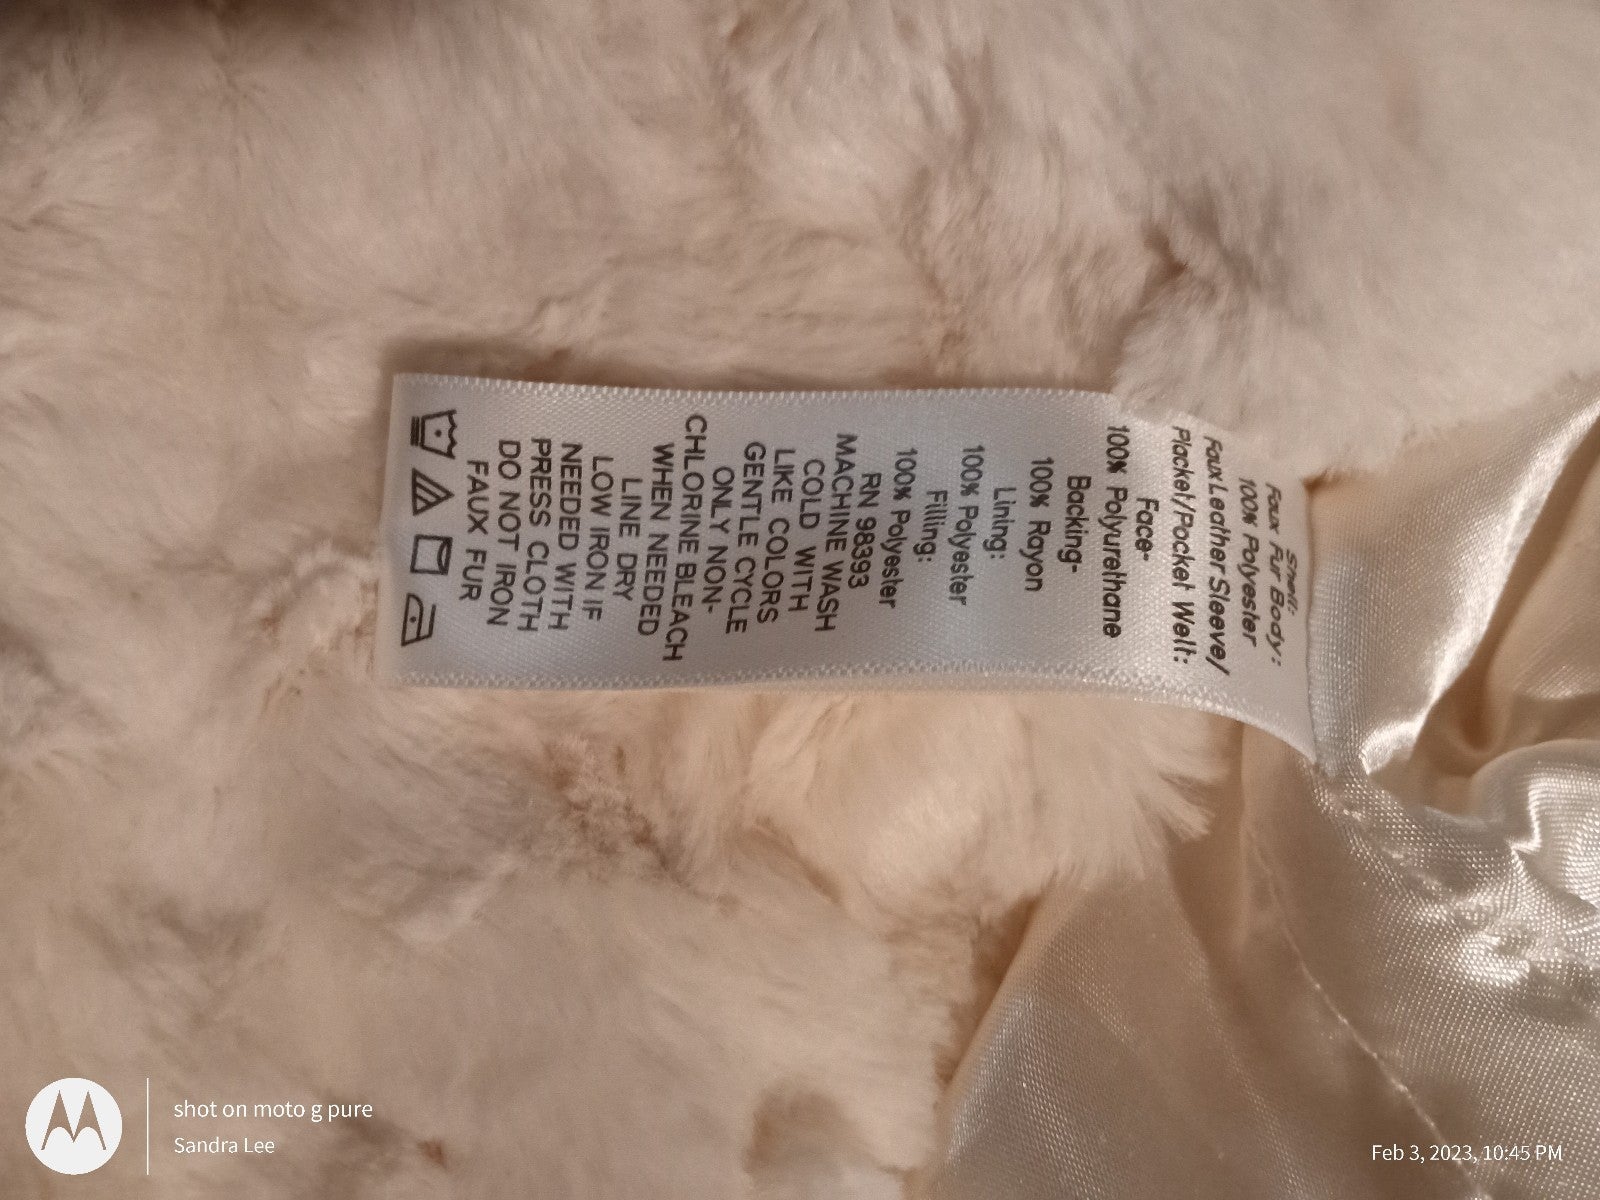 Shell:
Faux Fur Body:
100% Polyester
Faux Leather Sleeve/
Placket/Pocket Welt:
Face-
100% Polyurethane
Backing-
100% Rayon
Lining:
100% Polyester
Filling:
100% Polyester
RN 98393
MACHINE WASH
COLD WITH
LIKE COLORS
GENTLE CYCLE
ONLY NON-
CHLORINE BLEACH
WHEN NEEDED
LINE DRY
LOW IRON IF
NEEDED WITH
PRESS CLOTH
DO NOT IRON
FAUX FUR
shot on moto g pure
Sandra Lee
Feb 3, 2023, 10:45 PM